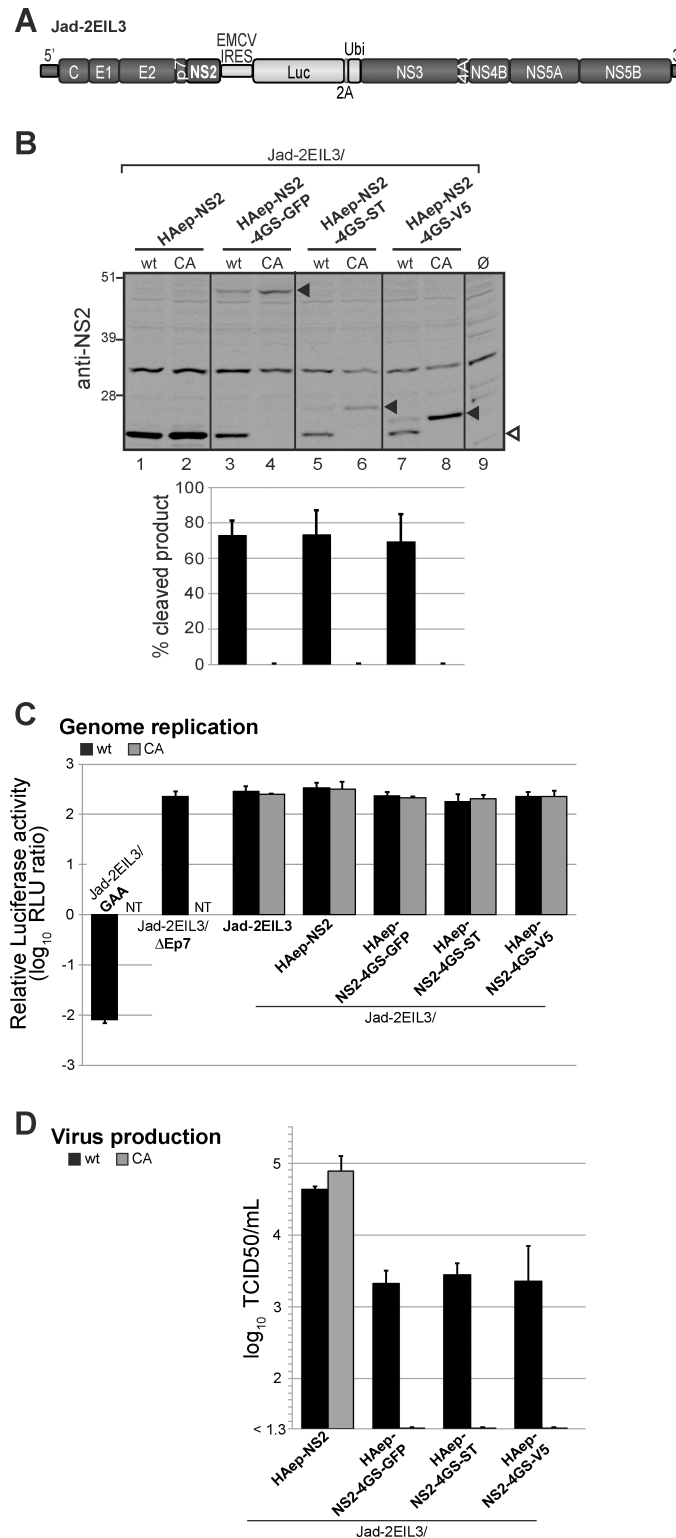 A Jad-2EIL3
EMCV
IRES
Ubi
5' C E1 E2 p7 NS2 Luc NS3 4A NS4B NS5A NS5B
2A
B
Jad-2EIL3/
HAep-NS2
HAep-NS2
-4GS-GFP
HAep-NS2
-4GS-ST
HAep-NS2
-4GS-V5
wt CA wt CA wt CA wt CA Ø
51
39
28
anti-NS2
1 2 3 4 5 6 7 8 9
100
80
60
40
20
0
% cleaved product
C Genome replication
wt CA
3
2
1
0
-1
-2
-3
Relative Luciferase activity
(log10 RLU ratio)
Jad-2EIL3/
GAA
NT
Jad-2EIL3/
ΔEp7
NT
Jad-2EIL3
HAep-NS2
HAep-
NS2-4GS-GFP
HAep-
NS2-4GS-ST
HAep-
NS2-4GS-V5
Jad-2EIL3/
D Virus production
wt CA
5
4
3
2
< 1.3
log10 TCID50/mL
HAep-NS2
HAep-
NS2-4GS-GFP
HAep-
NS2-4GS-ST
HAep-
NS2-4GS-V5
Jad-2EIL3/